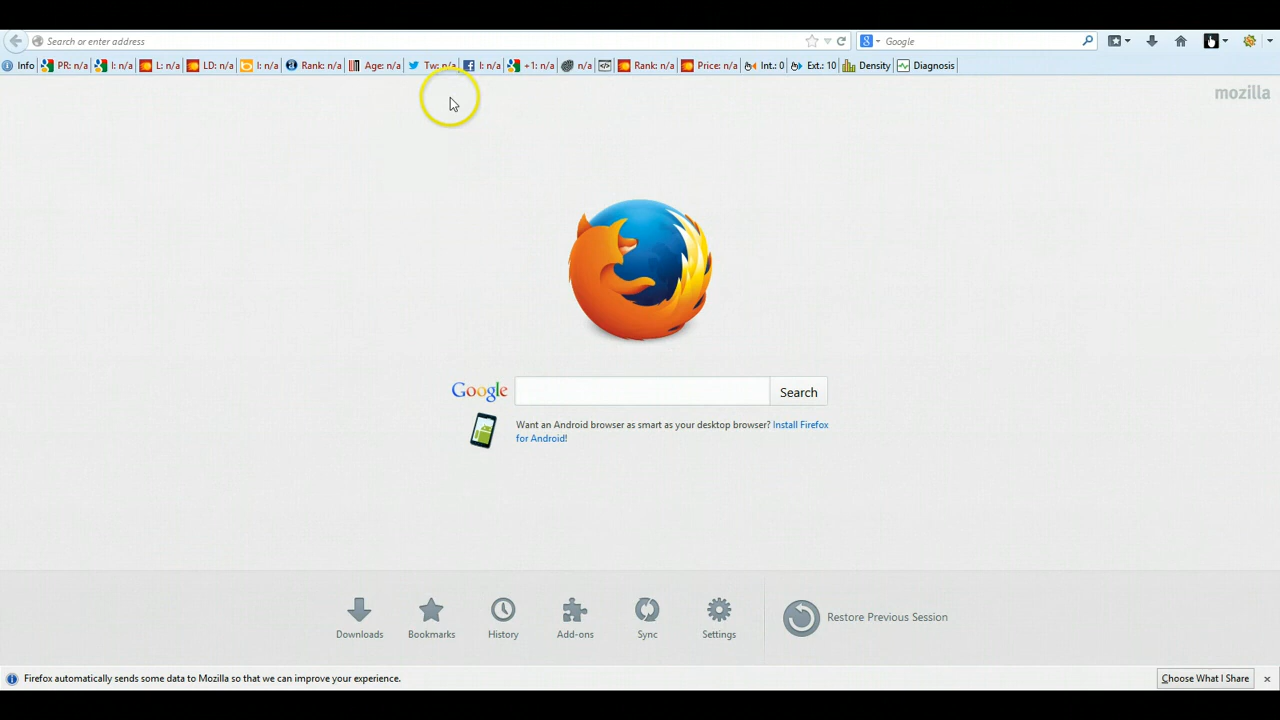 Search or enter address
Google
Info PR: n/a I: n/a L: n/a LD: n/a I: n/a Rank: n/a Age: n/a Tw: n/a I: n/a +1: n/a n/a Rank: n/a Price: n/a Int.: 0 Ext.: 10 Density Diagnosis
mozilla
Google
Search
Want an Android browser as smart as your desktop browser? Install Firefox
for Android!
Downloads Bookmarks History Add-ons Sync Settings Restore Previous Session
Firefox automatically sends some data to Mozilla so that we can improve your experience. Choose What I Share